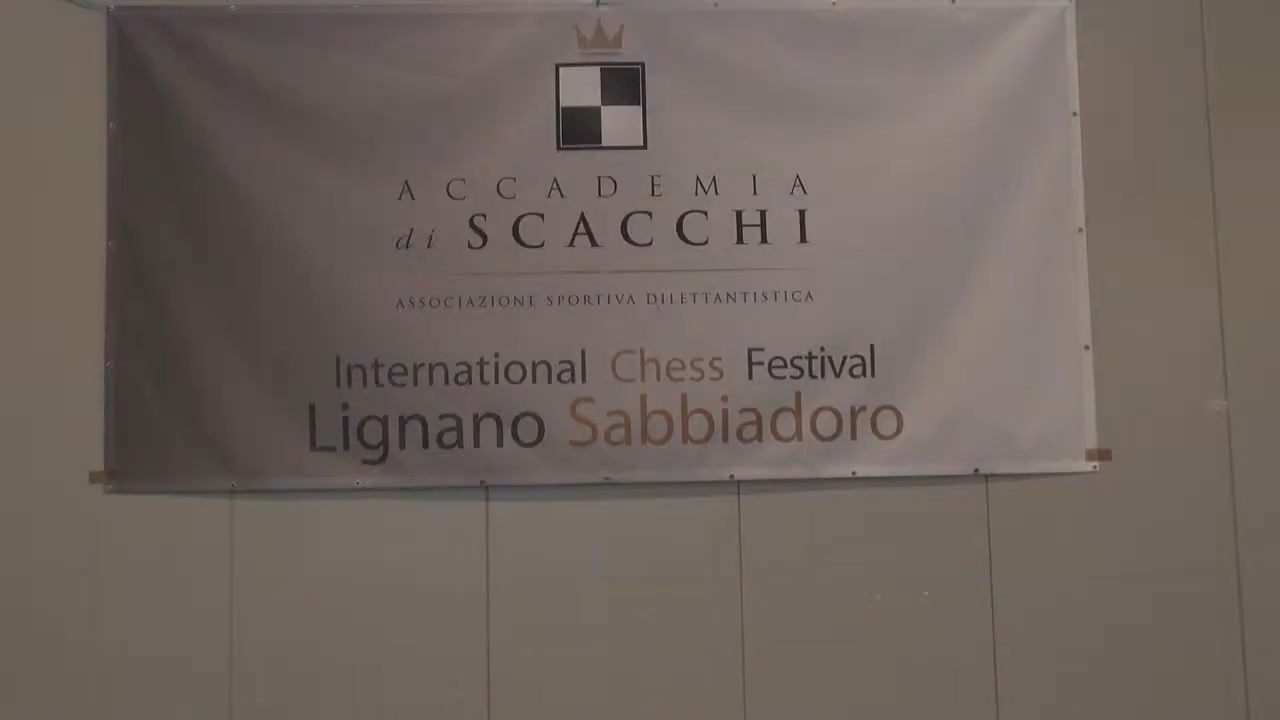 ACCADEMIA
di SCACCHI
ASSOCIAZIONE SPORTIVA DILETTANTISTICA
International Chess Festival
Lignano Sabbiadoro